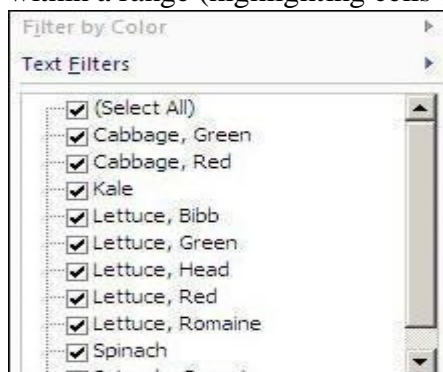 within a range (highlighting cells
Filter by Color
Text Filters
(Select All)
Cabbage, Green
Cabbage, Red
Kale
Lettuce, Bibb
Lettuce, Green
Lettuce, Head
Lettuce, Red
Lettuce, Romaine
Spinach